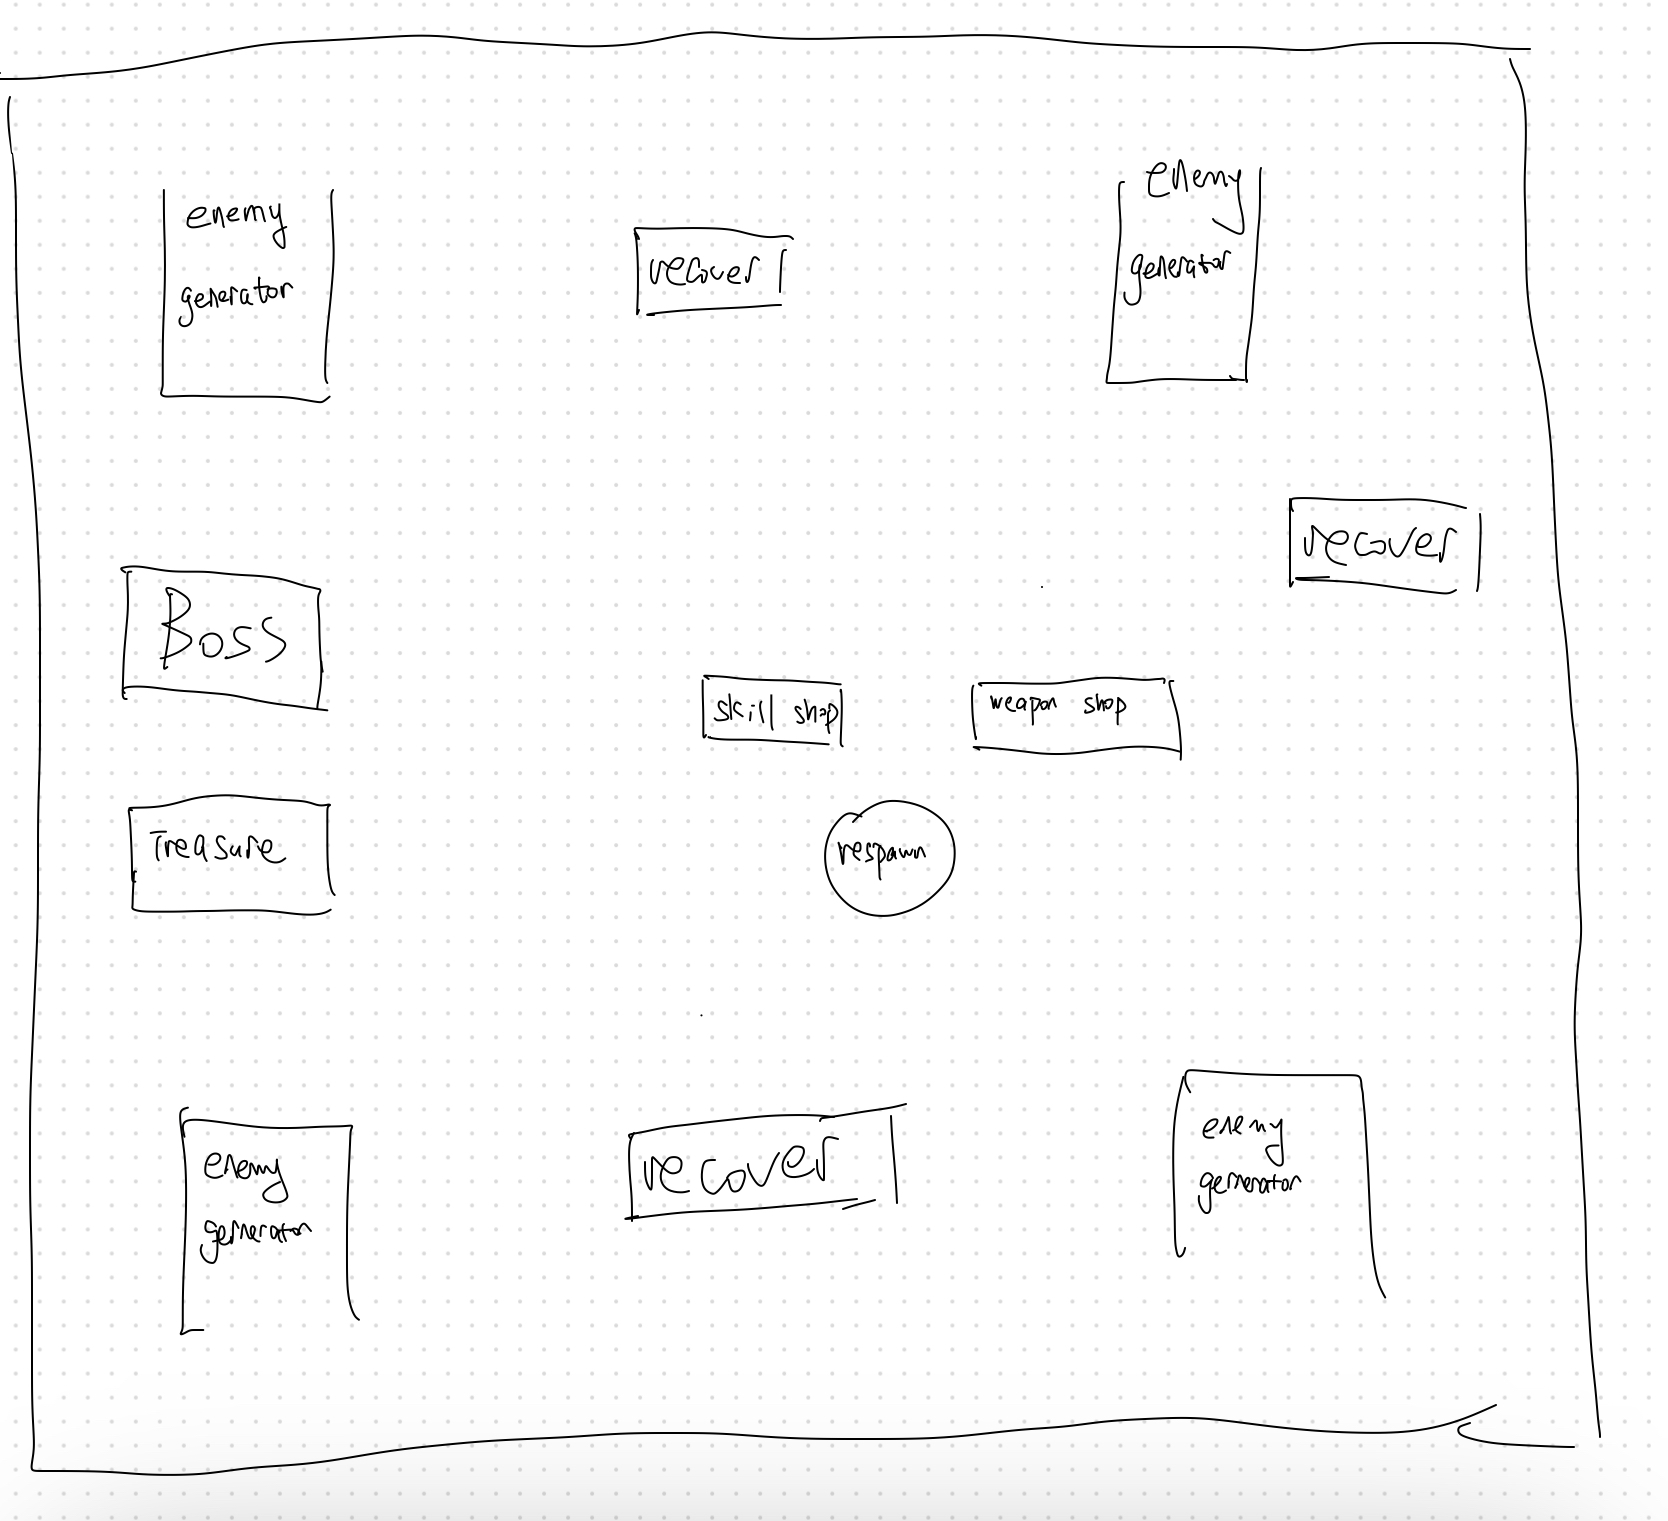 enemy
generator
recover
enemy
generator
recover
Boss
skill shop
weapon shop
Treasure
respawn
enemy
generator
recover
enemy
generator